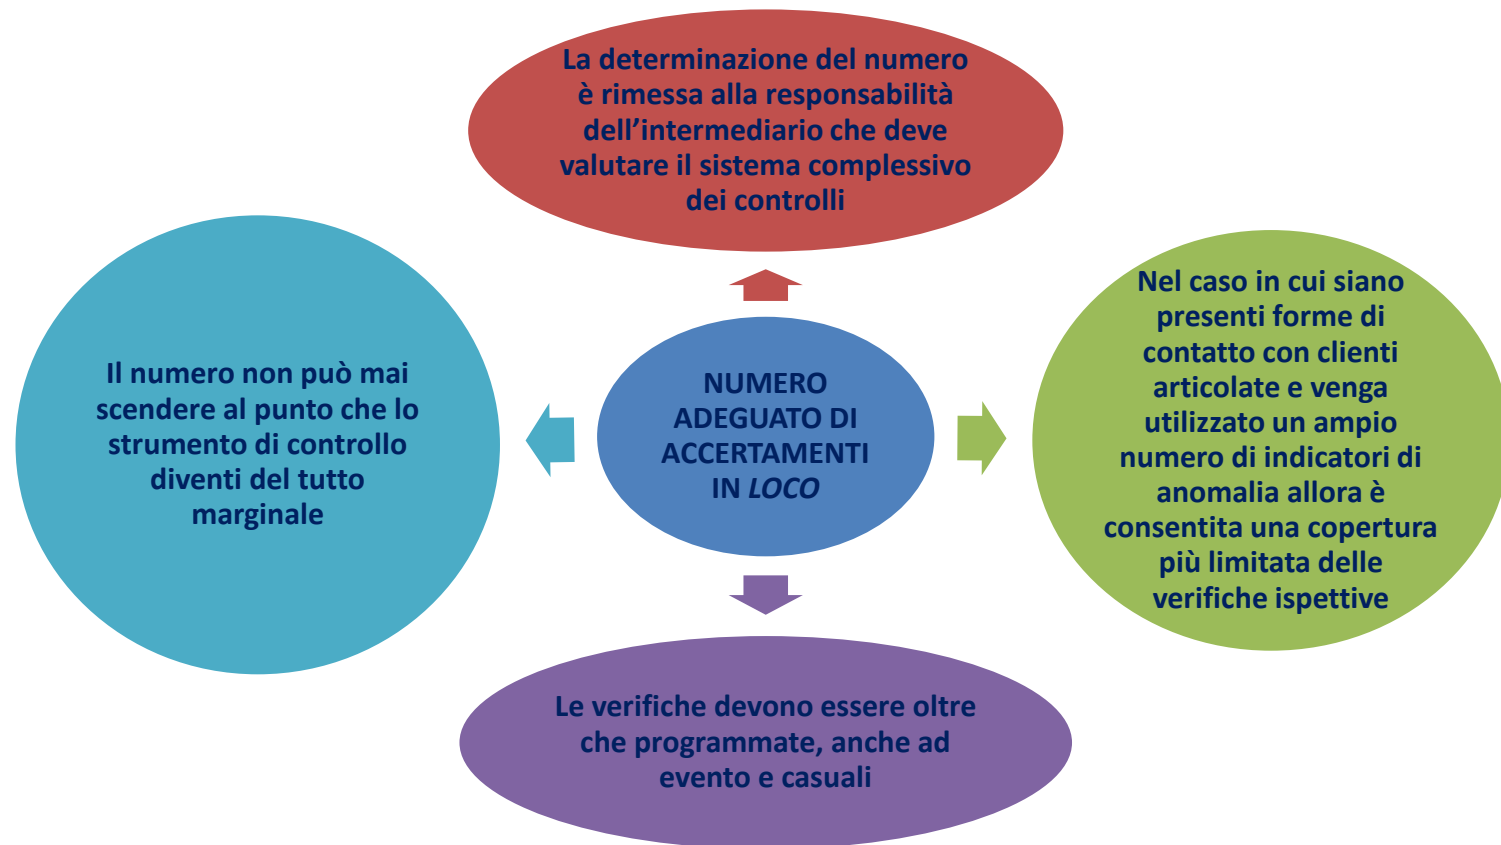 La determinazione del numero
è rimessa alla responsabilità
dell’intermediario che deve
valutare il sistema complessivo
dei controlli
Il numero non può mai
scendere al punto che lo
strumento di controllo
diventi del tutto
marginale
NUMERO
ADEGUATO DI
ACCERTAMENTI
IN LOCO
Nel caso in cui siano
presenti forme di
contatto con clienti
articolate e venga
utilizzato un ampio
numero di indicatori di
anomalia allora è
consentita una copertura
più limitata delle
verifiche ispettive
Le verifiche devono essere oltre
che programmate, anche ad
evento e casuali